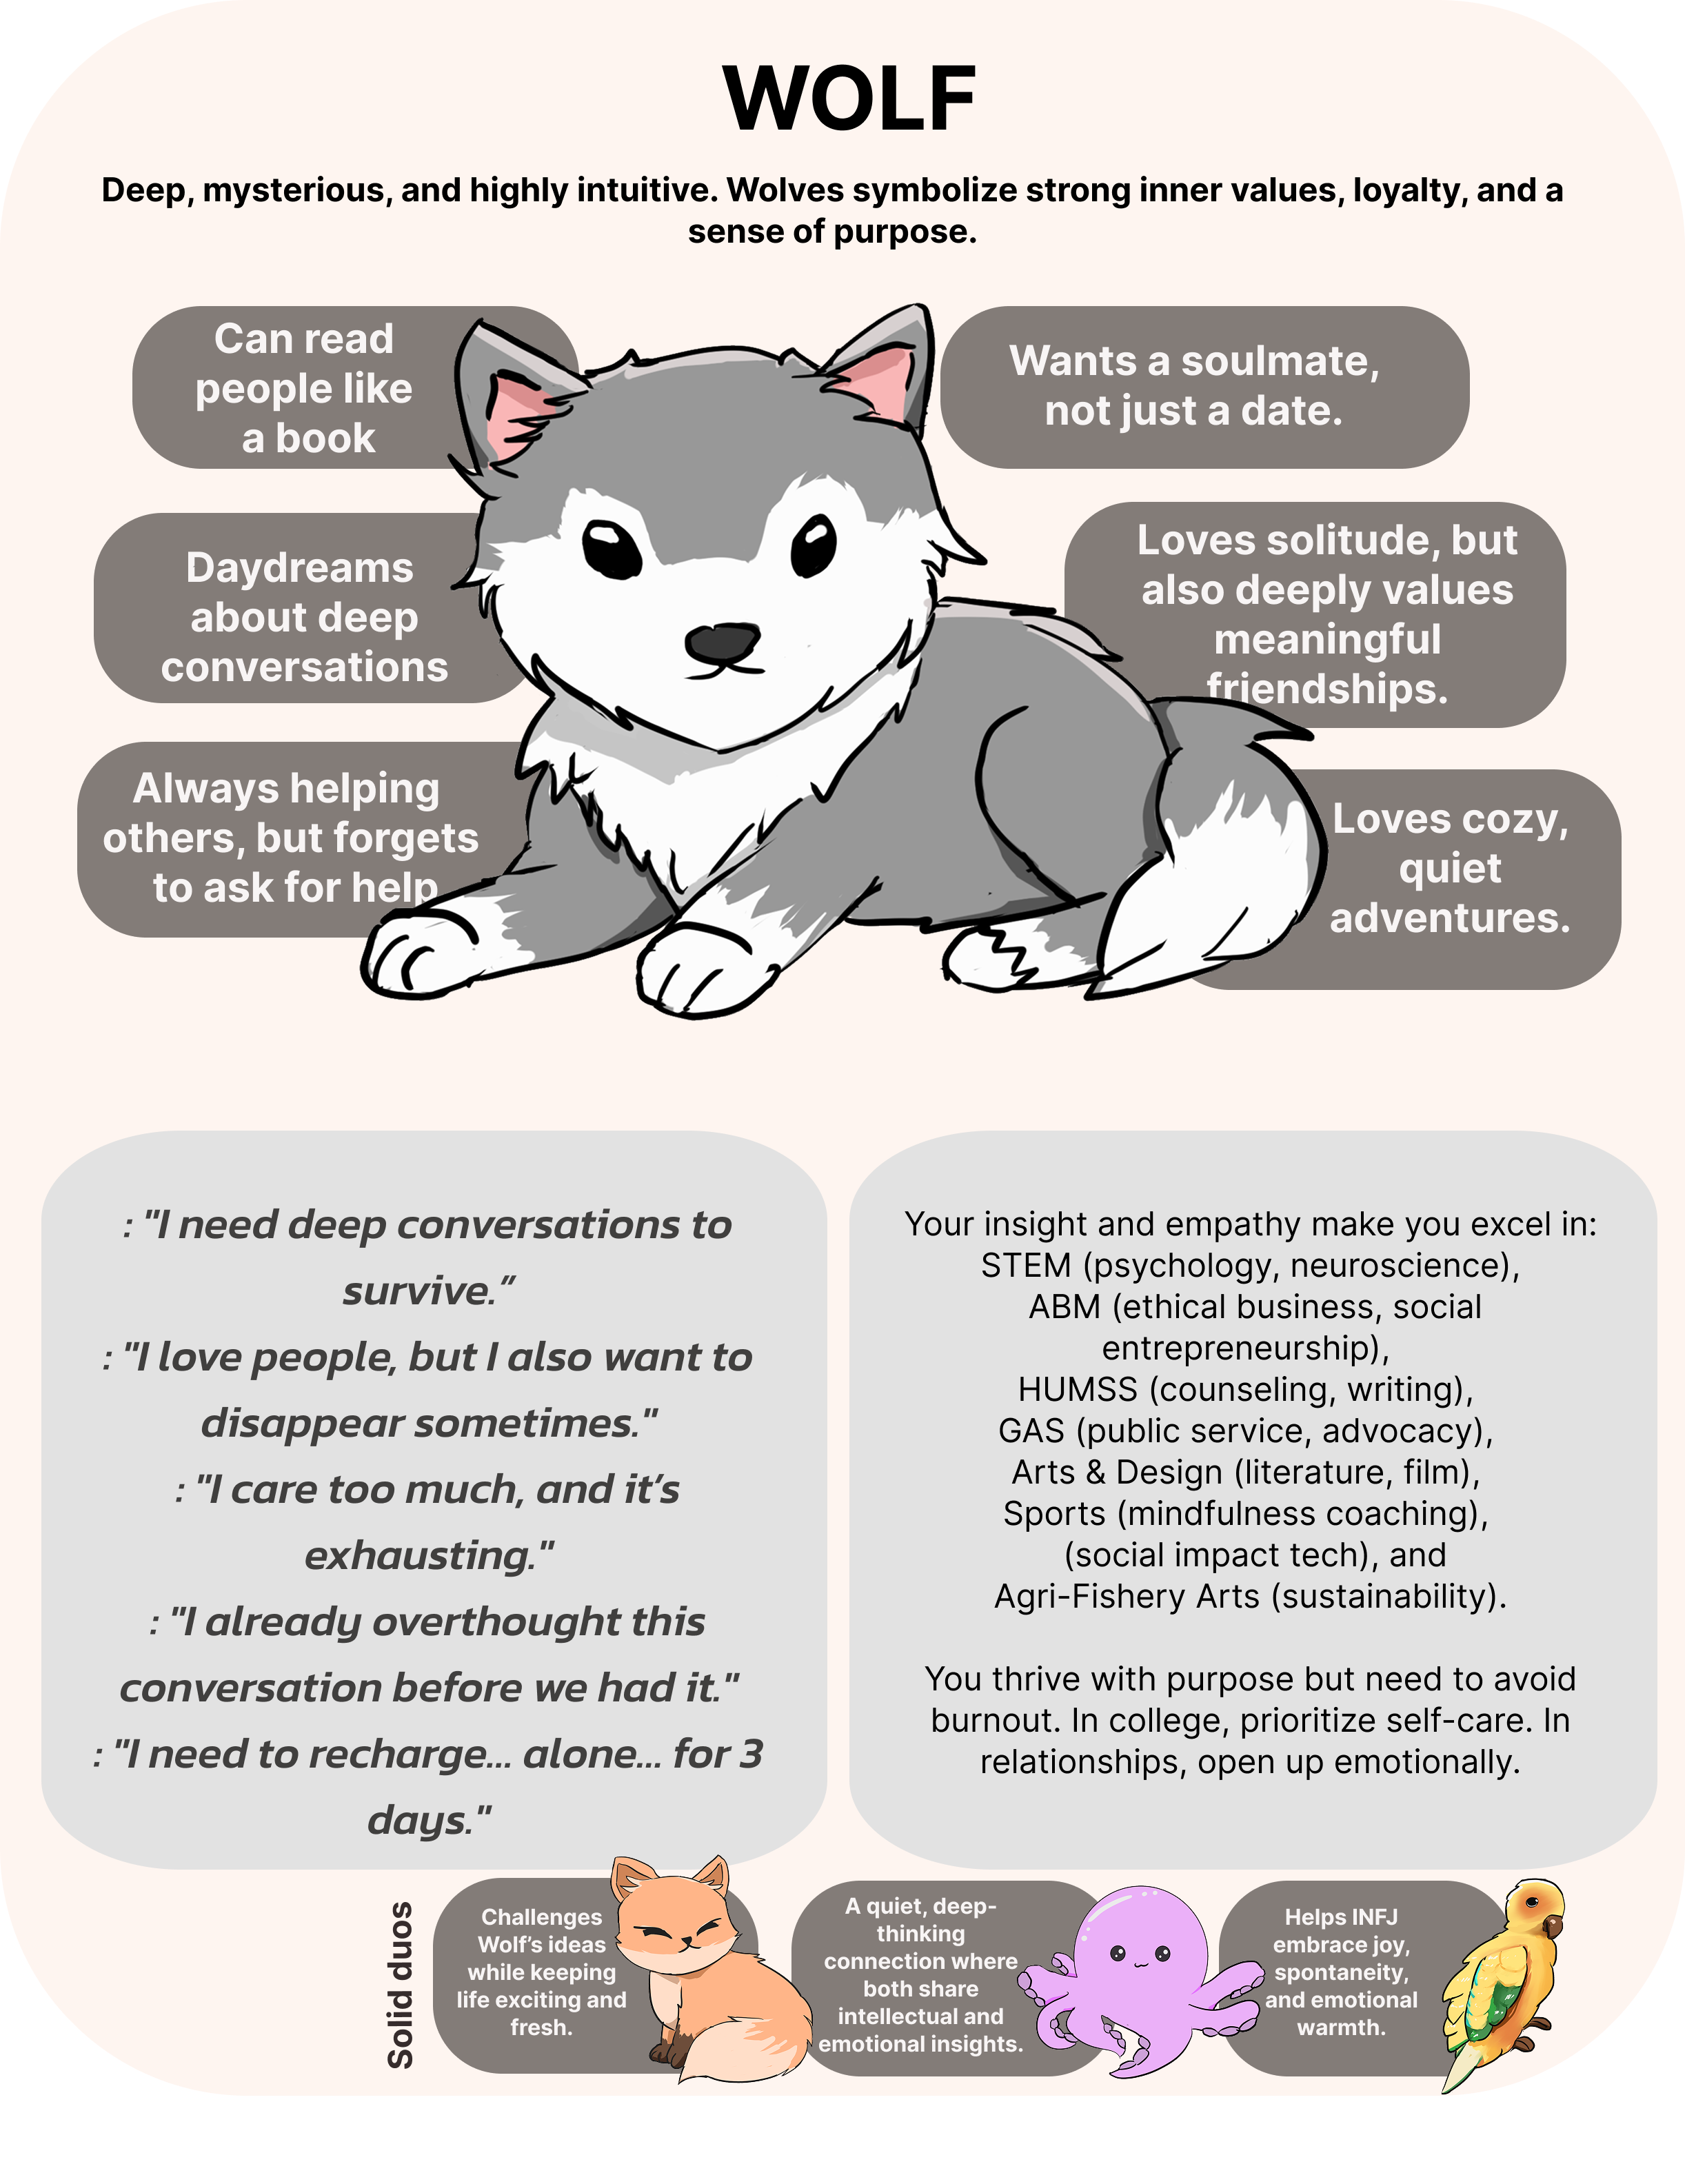 WOLF
Deep, mysterious, and highly intuitive. Wolves symbolize strong inner values, loyalty, and a
sense of purpose.
Can read
people like
a book
Wants a soulmate,
not just a date.
Daydreams
about deep
conversations
Loves solitude, but
also deeply values
meaningful
friendships.
Always helping
others, but forgets
to ask for help
Loves cozy,
quiet
adventures.
: "I need deep conversations to
survive.”
: "I love people, but I also want to
disappear sometimes."
: "I care too much, and it’s
exhausting."
: "I already overthought this
conversation before we had it."
: "I need to recharge... alone... for 3
days."
Your insight and empathy make you excel in:
STEM (psychology, neuroscience),
ABM (ethical business, social
entrepreneurship),
HUMSS (counseling, writing),
GAS (public service, advocacy),
Arts & Design (literature, film),
Sports (mindfulness coaching),
(social impact tech), and
Agri-Fishery Arts (sustainability).
You thrive with purpose but need to avoid
burnout. In college, prioritize self-care. In
relationships, open up emotionally.
Solid duos
Challenges
Wolf’s ideas
while keeping
life exciting and
fresh.
A quiet, deep-
thinking
connection where
both share
intellectual and
emotional insights.
Helps INFJ
embrace joy,
spontaneity,
and emotional
warmth.